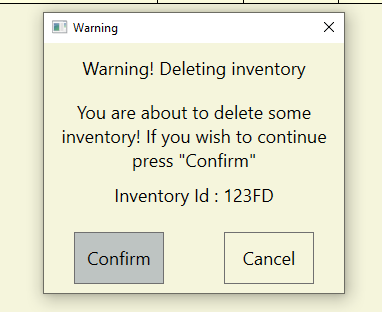 Warning
Warning! Deleting inventory
You are about to delete some
inventory! If you wish to continue
press "Confirm"
Inventory Id : 123FD
Confirm
Cancel